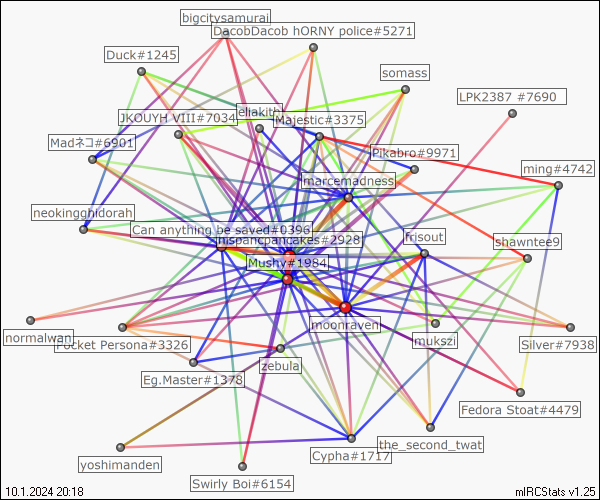 bigcitysamurai
DacobDacob hORNY police#5271
Duck#1245
somass
LPK2387 #7690
eliakith
JKOUYH VIII#7034
Majestic#3375
Madネコ#6901
Pikabro#9971
ming#4742
marcemadness
neokingghidorah
Can anything be saved#0396
hispancpancakes#2928
frisout
shawntee9
Mushy#1984
moonraven
normalwan
Pocket Persona#3326
mukszi
Silver#7938
zebula
Eg.Master#1378
Fedora Stoat#4479
the_second_twat
Cypha#1717
yoshimanden
Swirly Boi#6154
10.1.2024 20:18
mIRCStats v1.25